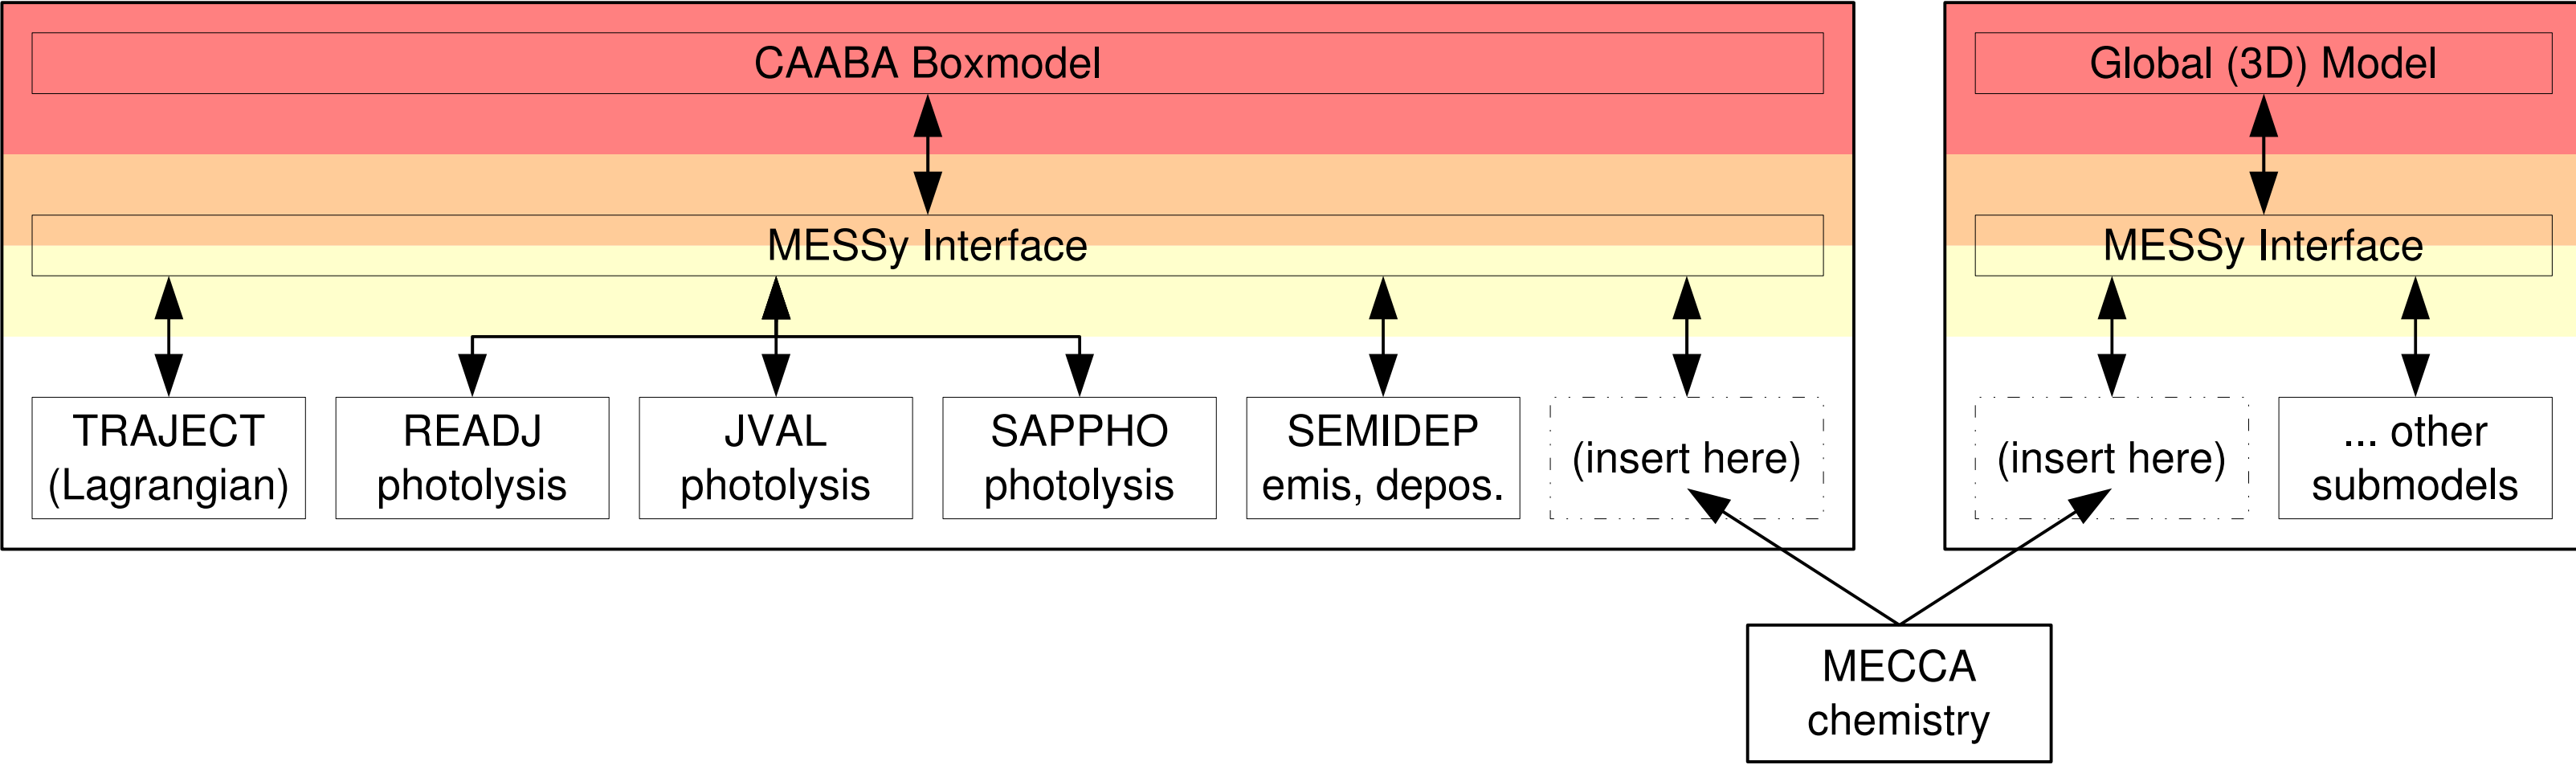 CAABA Boxmodel
MESSy Interface
TRAJECT
(Lagrangian)
READJ
photolysis
JVAL
photolysis
SAPPHO
photolysis
SEMIDEP
emis, depos.
(insert here)
Global (3D) Model
MESSy Interface
(insert here)
... other
submodels
MECCA
chemistry